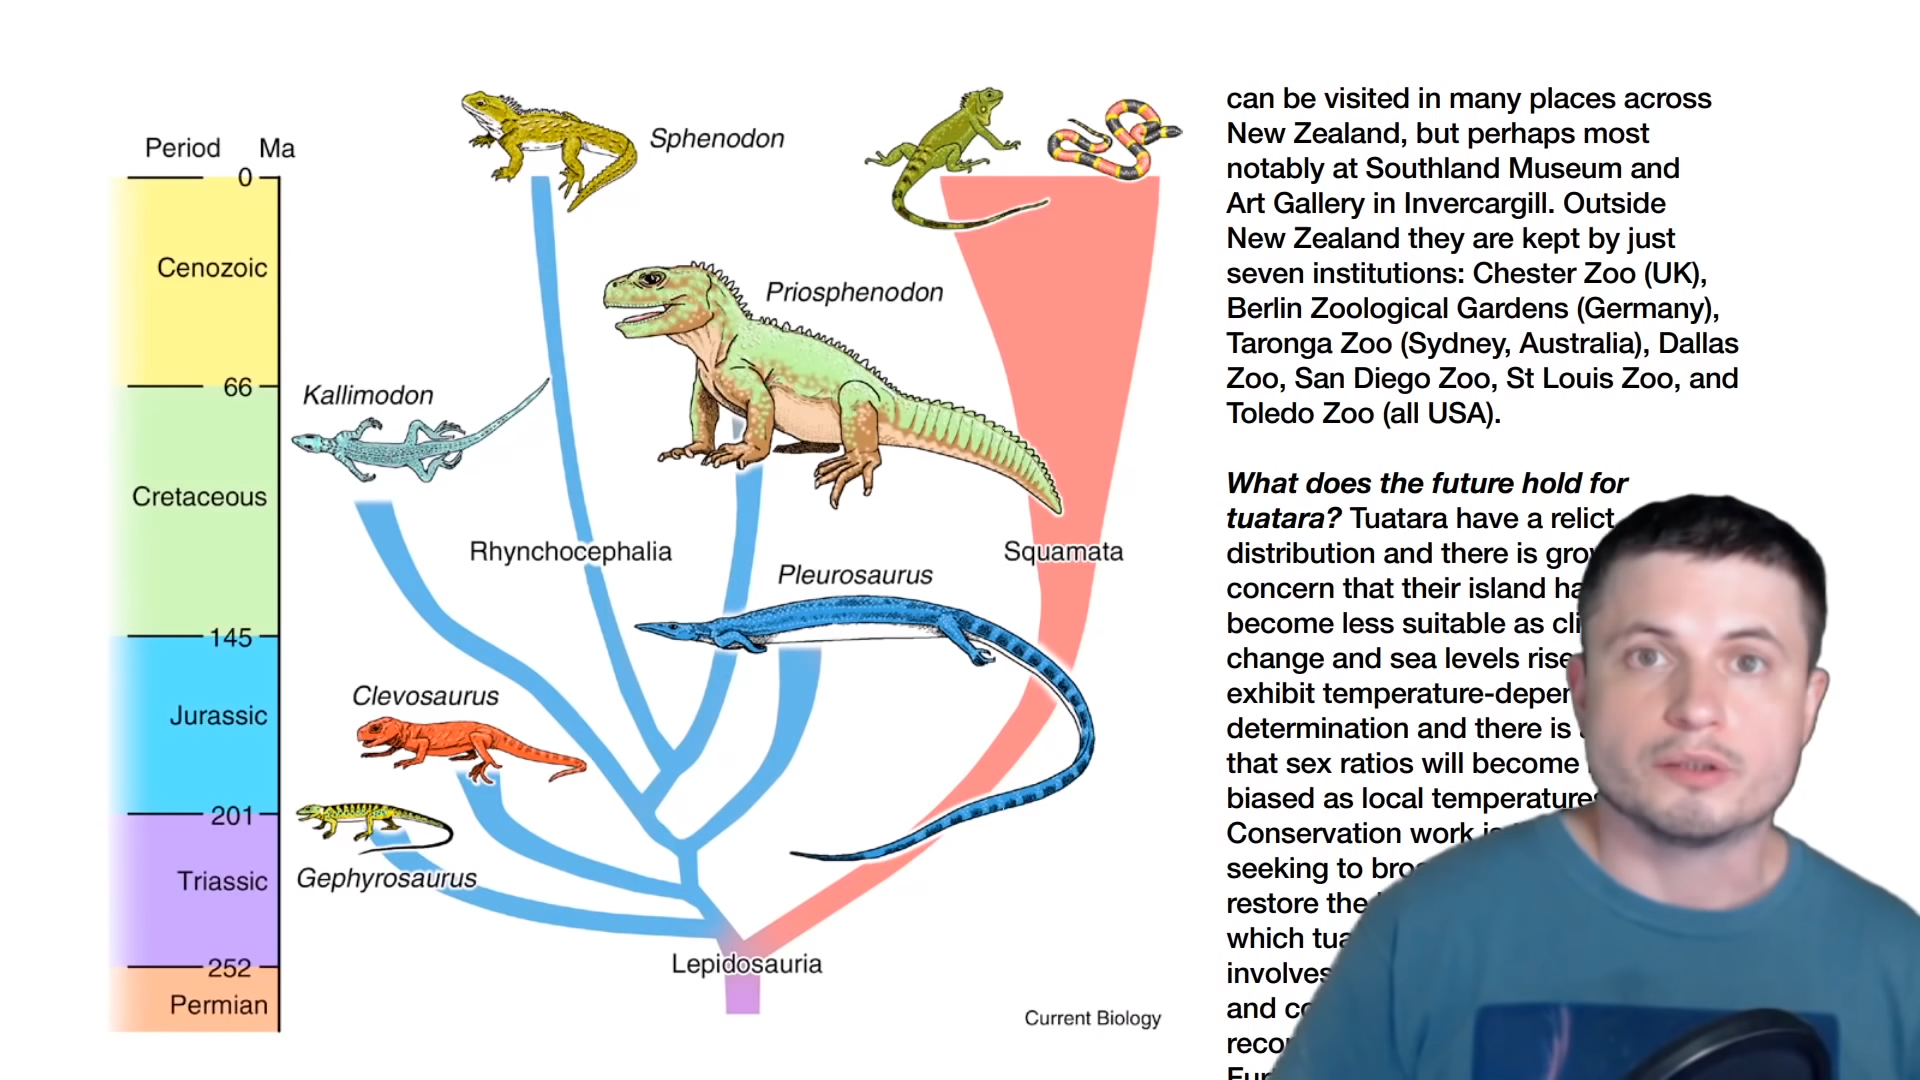 Period Ma
0
Cenozoic
66
Cretaceous
145
Jurassic
201
Triassic
252
Permian
Sphenodon
Priosphenodon
Kallimodon
Rhynchocephalia
Squamata
Pleurosaurus
Clevosaurus
Gephyrosaurus
Lepidosauria
Current Biology
can be visited in many places across
New Zealand, but perhaps most
notably at Southland Museum and
Art Gallery in Invercargill. Outside
New Zealand they are kept by just
seven institutions: Chester Zoo (UK),
Berlin Zoological Gardens (Germany),
Taronga Zoo (Sydney, Australia), Dallas
Zoo, San Diego Zoo, St Louis Zoo, and
Toledo Zoo (all USA).
What does the future hold for
tuatara? Tuatara have a relict
distribution and there is
concern that their island
become less suitable as
change and sea levels rise
exhibit
determination and there is
that sex ratios will become
biased as local temperatures
Conservation work
seeking to
restore the
which
involves
and